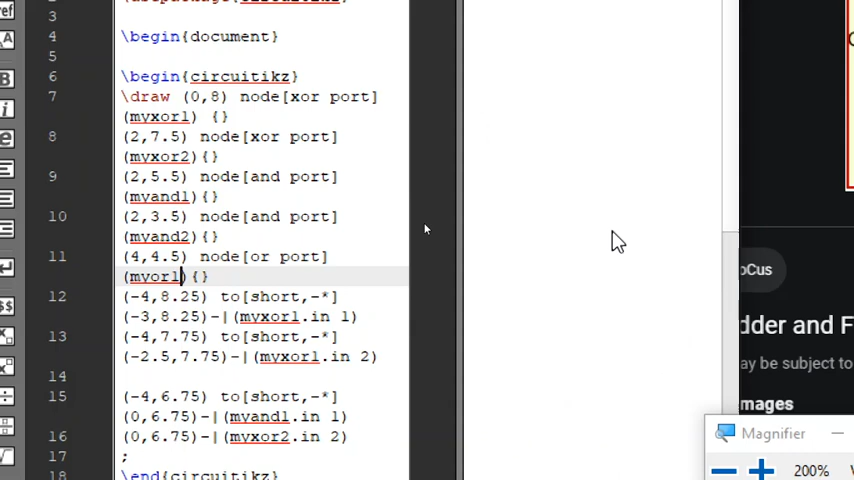 3
4 \begin{document}
5
6 \begin{circuitikz}
7 \draw (0,8) node[xor port]
(myxor1) {}
8 (2,7.5) node[xor port]
(myxor2){}
9 (2,5.5) node[and port]
(myand1){}
10 (2,3.5) node[and port]
(myand2){}
11 (4,4.5) node[or port]
(myor1){}
12 (-4,8.25) to[short,-*]
(-3,8.25)-|(myxor1.in 1)
13 (-4,7.75) to[short,-*]
(-2.5,7.75)-|(myxor1.in 2)
14
15 (-4,6.75) to[short,-*]
(0,6.75)-|(myand1.in 1)
16 (0,6.75)-|(myxor2.in 2)
17 ;
18 \end{circuitikz}
ref
A
B
i
e
$$
oCus
dder and F
may be subject to
mages
Magnifier
200%